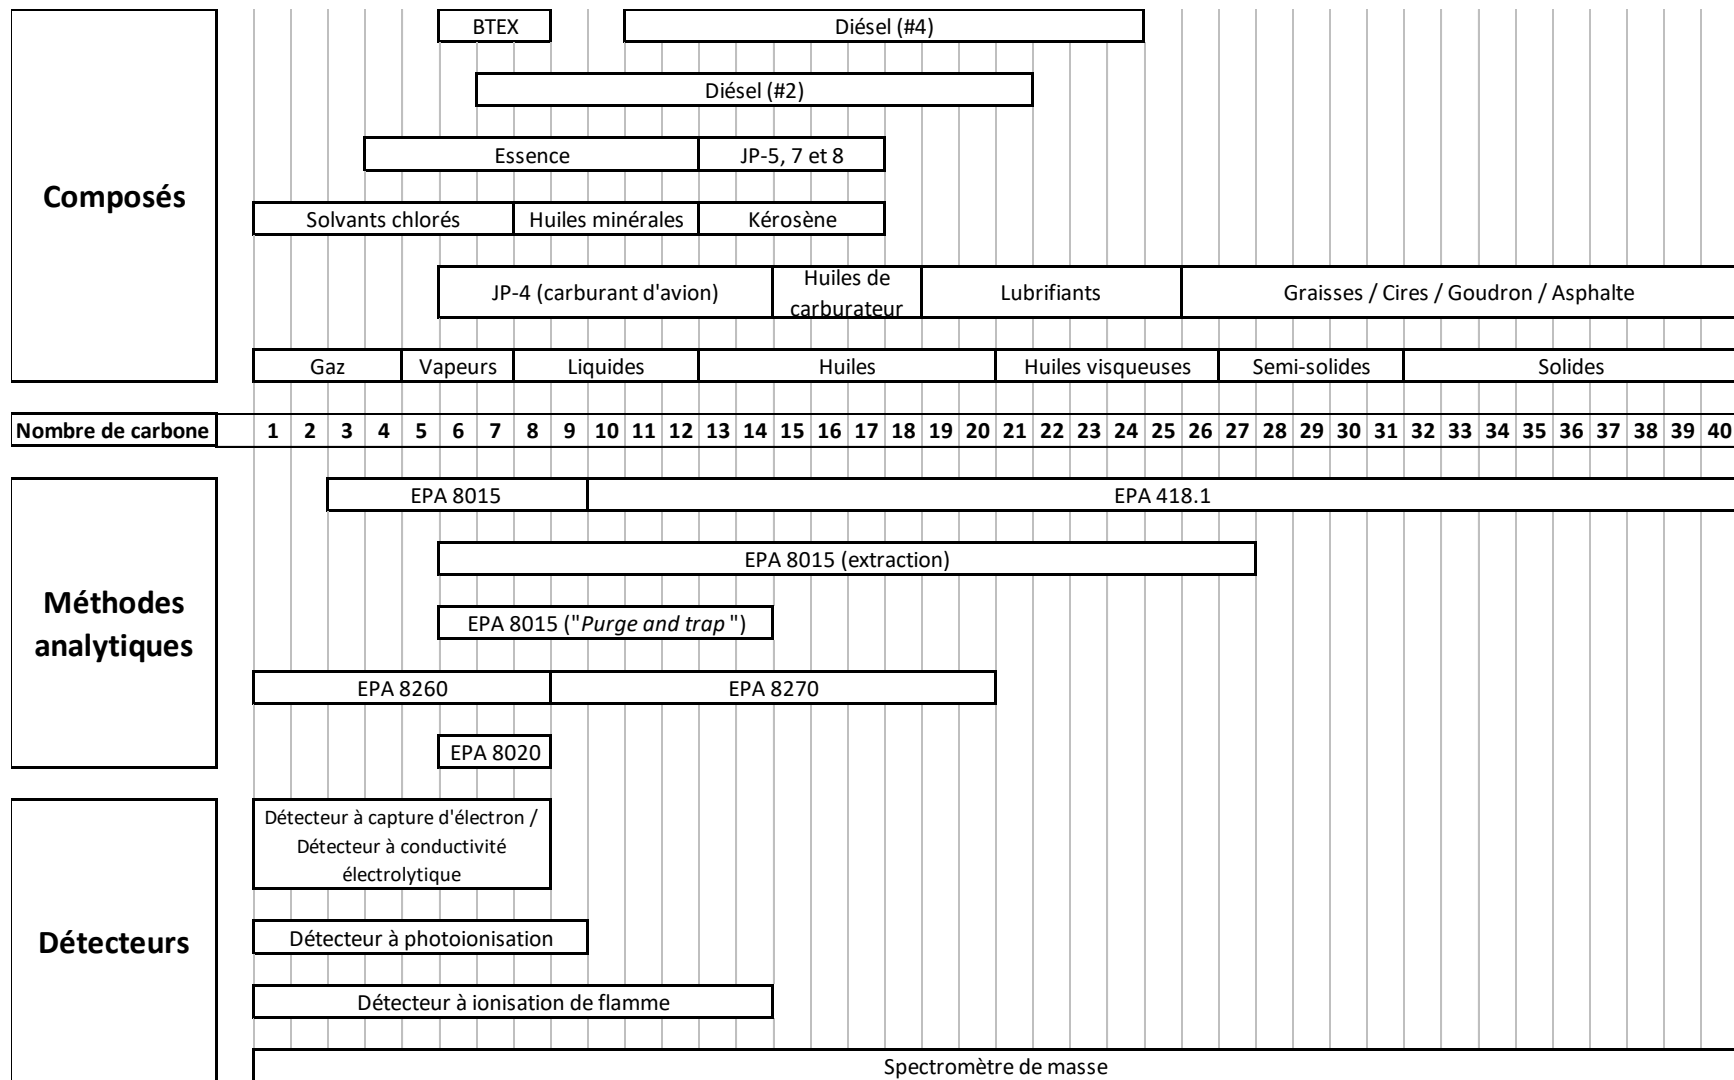 BTEX
Diésel (#4)
Diésel (#2)
Essence
JP-5, 7 et 8
Composés
Solvants chlorés
Huiles minérales
Kérosène
JP-4 (carburant d'avion)
Huiles de
carburateur
Lubrifiants
Graisses / Cires / Goudron / Asphalte
Gaz
Vapeurs
Liquides
Huiles
Huiles visqueuses
Semi-solides
Solides
Nombre de carbone 1 2 3 4 5 6 7 8 9 10 11 12 13 14 15 16 17 18 19 20 21 22 23 24 25 26 27 28 29 30 31 32 33 34 35 36 37 38 39 40
EPA 8015
EPA 418.1
EPA 8015 (extraction)
Méthodes
analytiques
EPA 8015 ("Purge and trap ")
EPA 8260
EPA 8270
EPA 8020
Détecteur à capture d'électron /
Détecteur à conductivité
électrolytique
Détecteurs
Détecteur à photoionisation
Détecteur à ionisation de flamme
Spectromètre de masse